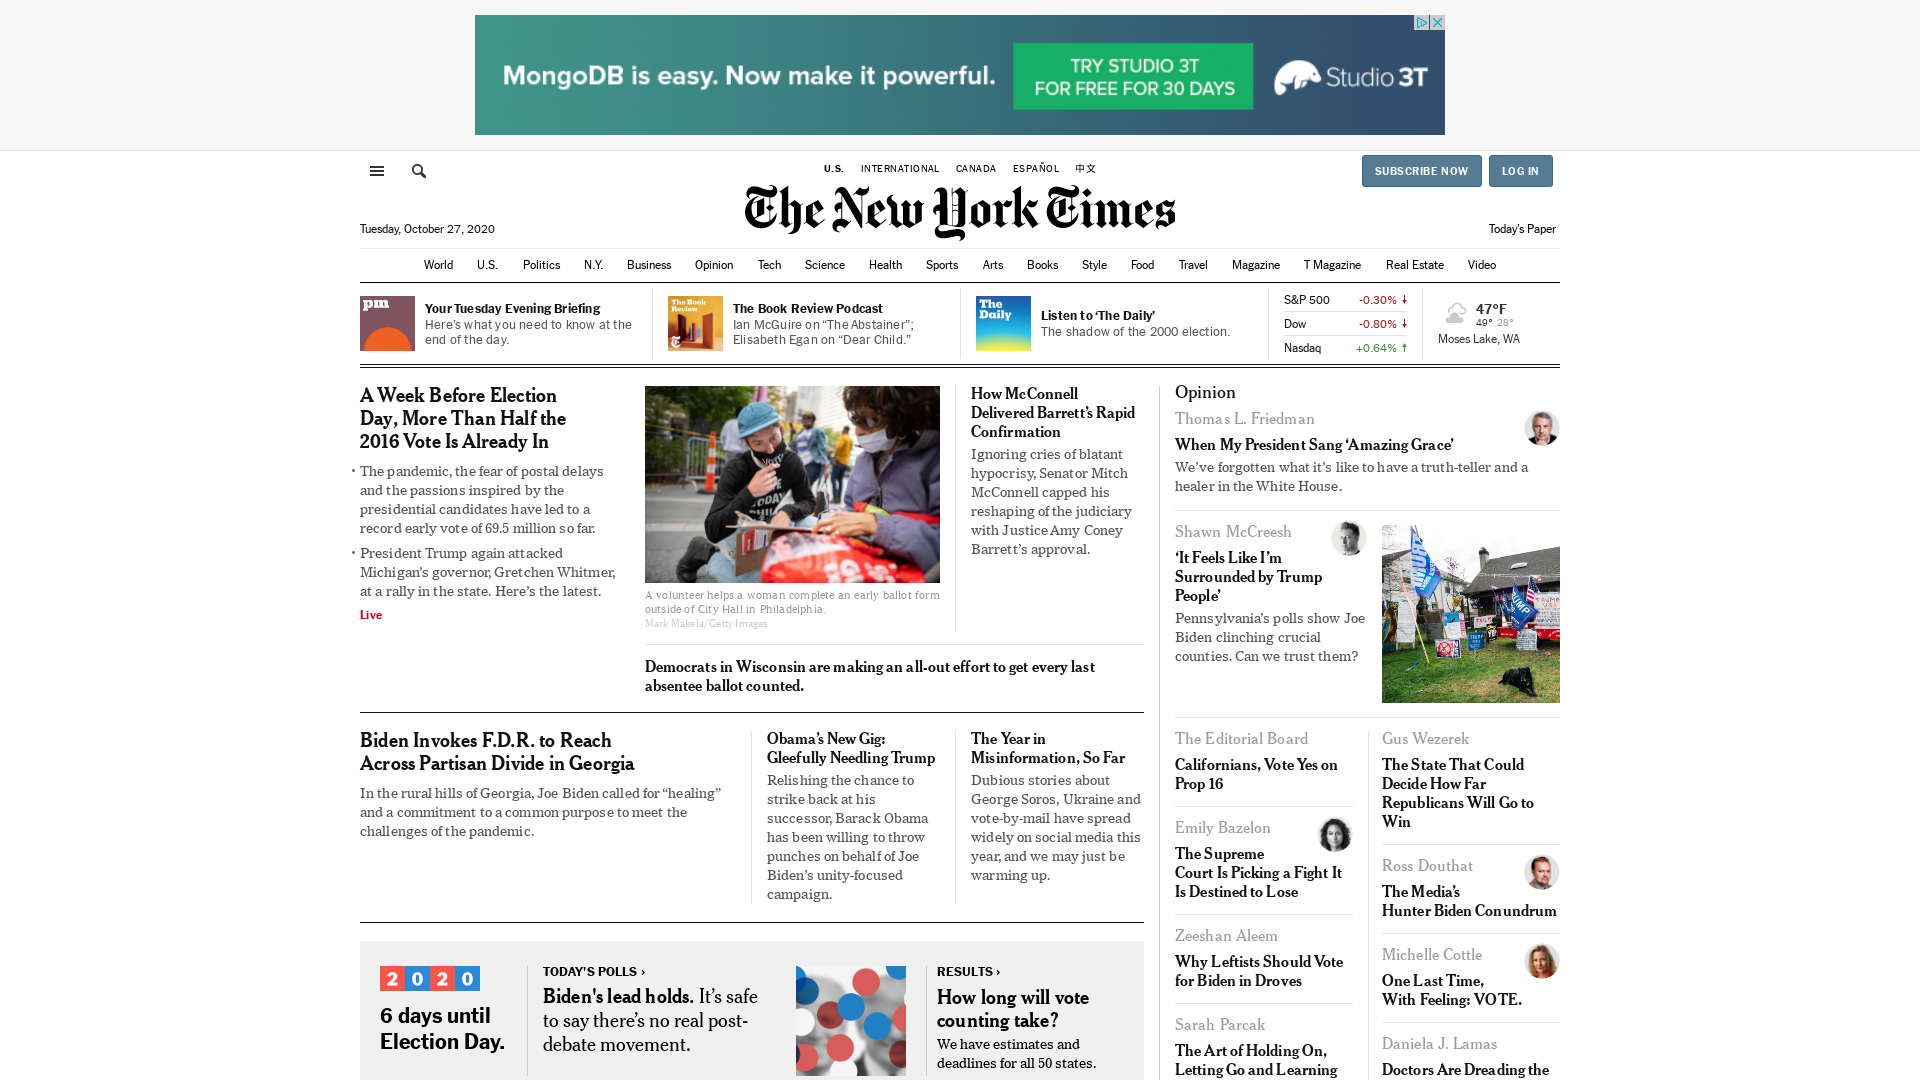 MongoDB is easy. Now make it powerful.
TRY STUDIO 3T
FOR FREE FOR 30 DAYS
Studio 3T
U.S. INTERNATIONAL CANADA ESPAÑOL 中文
SUBSCRIBE NOW
LOG IN
The New York Times
Tuesday, October 27, 2020
Today's Paper
World U.S. Politics N.Y. Business Opinion Tech Science Health Sports Arts Books Style Food Travel Magazine T Magazine Real Estate Video
pm
Your Tuesday Evening Briefing
Here's what you need to know at the
end of the day.
The Book
Review
The Book Review Podcast
Ian McGuire on “The Abstainer”;
Elisabeth Egan on “Dear Child.”
The
Daily
Listen to ‘The Daily’
The shadow of the 2000 election.
S&P 500 -0.30%
Dow -0.80%
Nasdaq +0.64%
47°F
49° 28°
Moses Lake, WA
A Week Before Election
Day, More Than Half the
2016 Vote Is Already In
• The pandemic, the fear of postal delays
and the passions inspired by the
presidential candidates have led to a
record early vote of 69.5 million so far.
• President Trump again attacked
Michigan’s governor, Gretchen Whitmer,
at a rally in the state. Here’s the latest.
Live
A volunteer helps a woman complete an early ballot form
outside of City Hall in Philadelphia.
Mark Makela/Getty Images
How McConnell
Delivered Barrett’s Rapid
Confirmation
Ignoring cries of blatant
hypocrisy, Senator Mitch
McConnell capped his
reshaping of the judiciary
with Justice Amy Coney
Barrett’s approval.
Democrats in Wisconsin are making an all-out effort to get every last
absentee ballot counted.
Biden Invokes F.D.R. to Reach
Across Partisan Divide in Georgia
In the rural hills of Georgia, Joe Biden called for “healing”
and a commitment to a common purpose to meet the
challenges of the pandemic.
Obama’s New Gig:
Gleefully Needling Trump
Relishing the chance to
strike back at his
successor, Barack Obama
has been willing to throw
punches on behalf of Joe
Biden’s unity-focused
campaign.
The Year in
Misinformation, So Far
Dubious stories about
George Soros, Ukraine and
vote-by-mail have spread
widely on social media this
year, and we may just be
warming up.
2020
6 days until
Election Day.
TODAY'S POLLS ›
Biden's lead holds. It’s safe
to say there’s no real post-
debate movement.
RESULTS ›
How long will vote
counting take?
We have estimates and
deadlines for all 50 states.
Opinion
Thomas L. Friedman
When My President Sang ‘Amazing Grace’
We’ve forgotten what it’s like to have a truth-teller and a
healer in the White House.
Shawn McCreesh
‘It Feels Like I’m
Surrounded by Trump
People’
Pennsylvania’s polls show Joe
Biden clinching crucial
counties. Can we trust them?
TRUMP
The Editorial Board
Californians, Vote Yes on
Prop 16
Emily Bazelon
The Supreme
Court Is Picking a Fight It
Is Destined to Lose
Zeeshan Aleem
Why Leftists Should Vote
for Biden in Droves
Sarah Parcak
The Art of Holding On,
Letting Go and Learning
Gus Wezerek
The State That Could
Decide How Far
Republicans Will Go to
Win
Ross Douthat
The Media’s
Hunter Biden Conundrum
Michelle Cottle
One Last Time,
With Feeling: VOTE.
Daniela J. Lamas
Doctors Are Dreading the